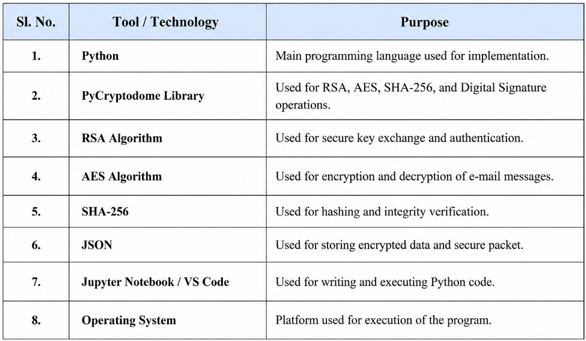 Sl. No. Tool / Technology Purpose
1. Python Main programming language used for implementation.
2. PyCryptodome Library Used for RSA, AES, SHA-256, and Digital Signature
operations.
3. RSA Algorithm Used for secure key exchange and authentication.
4. AES Algorithm Used for encryption and decryption of e-mail messages.
5. SHA-256 Used for hashing and integrity verification.
6. JSON Used for storing encrypted data and secure packet.
7. Jupyter Notebook / VS Code Used for writing and executing Python code.
8. Operating System Platform used for execution of the program.